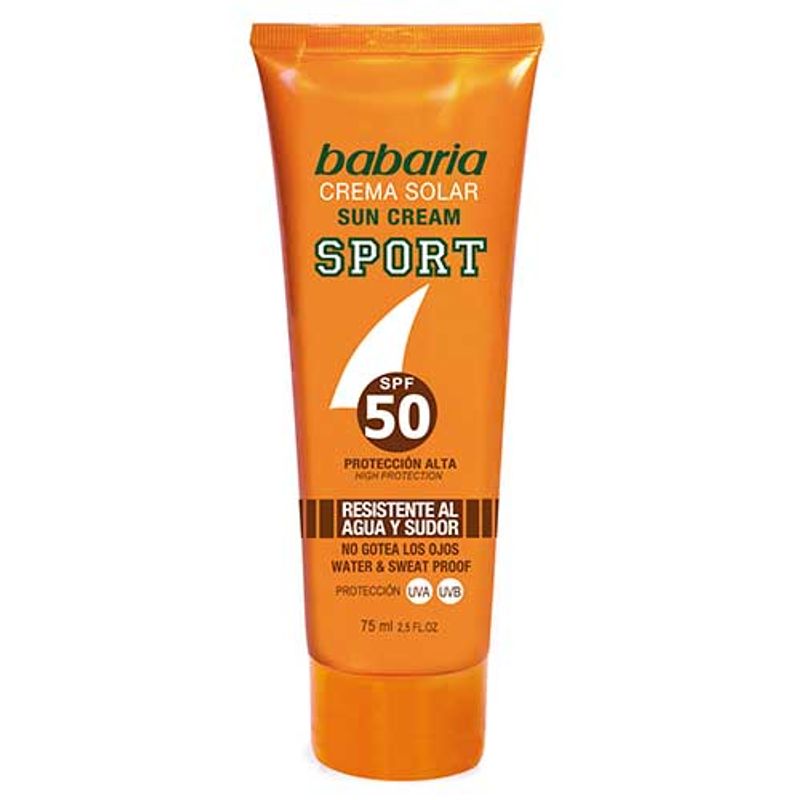 babaria
CREMA SOLAR
SUN CREAM
SPORT
SPF
50
PROTECCIÓN ALTA
HIGH PROTECTION
RESISTENTE AL
AGUA Y SUDOR
NO GOTEA LOS OJOS
WATER & SWEAT PROOF
PROTECCIÓN UVA UVB
75 ml 2,5 FL.OZ